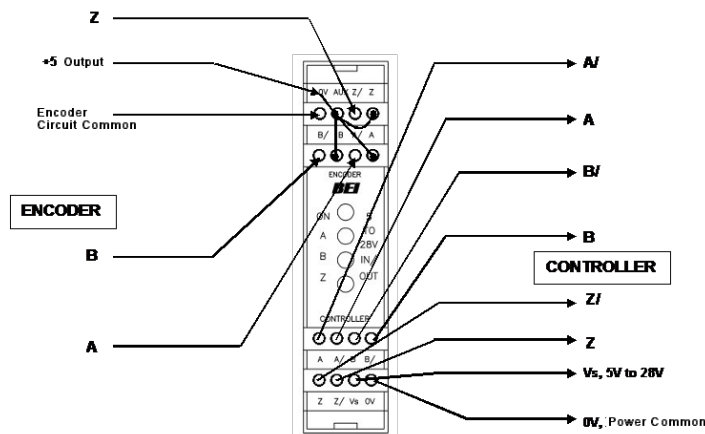 Z
+5 Output
Encoder
Circuit Common
ENCODER
B
A
0V AUX Z/ Z
B/ B A/ A
ENCODER
BEI
ON 5
A TO
28V
B IN/
Z OUT
CONTROLLER
A A/ B B/
Z Z/ Vs 0V
A/
A
B/
B
CONTROLLER
Z/
Z
Vs, 5V to 28V
0V, Power Common